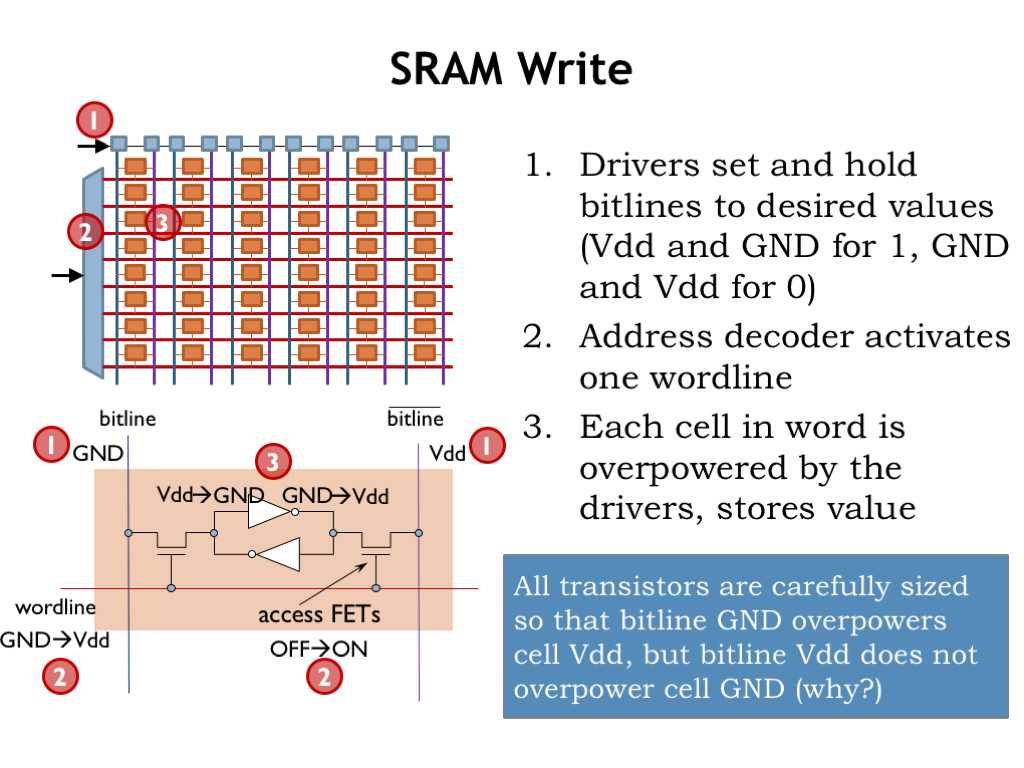 SRAM Write
1
2
3
1. Drivers set and hold
bitlines to desired values
(Vdd and GND for 1, GND
and Vdd for 0)
2. Address decoder activates
one wordline
3. Each cell in word is
overpowered by the
drivers, stores value
bitline
bitline
1 GND
Vdd 1
3
Vdd→GND GND→Vdd
access FETs
wordline
GND→Vdd
2
OFF→ON
2
All transistors are carefully sized
so that bitline GND overpowers
cell Vdd, but bitline Vdd does not
overpower cell GND (why?)